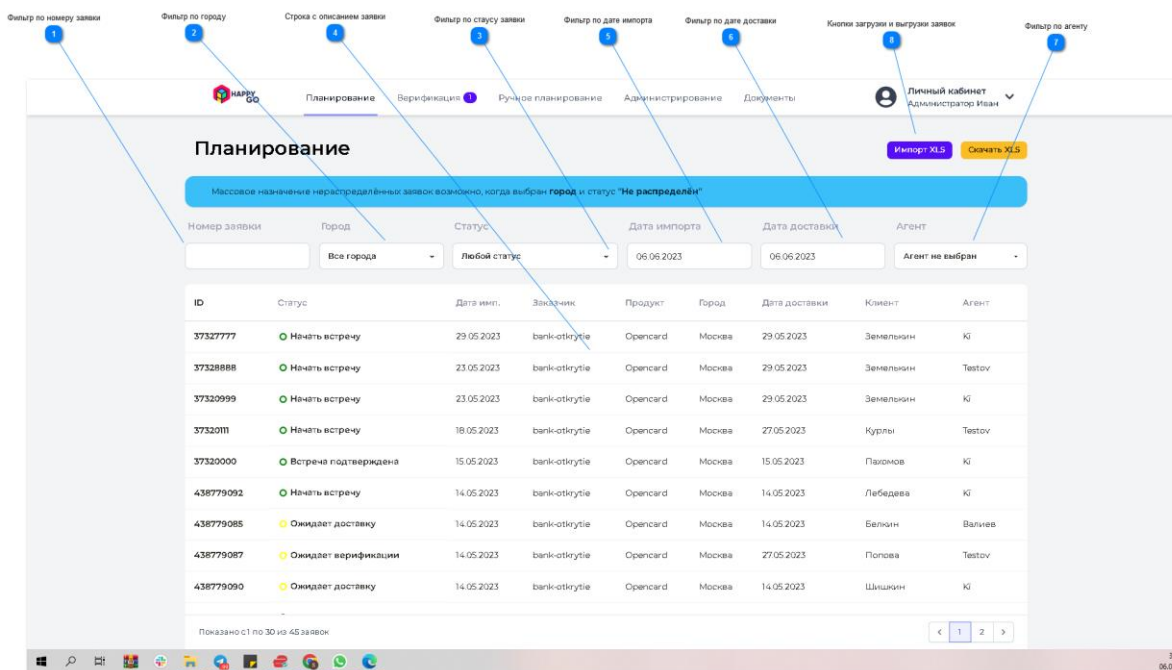 Фильтр по номеру заявки
Фильтр по городу
Строка с описанием заявки
Фильтр по стаусу заявки
Фильтр по дате импорта
Фильтр по дате доставки
Кнопки загрузки и выгрузки заявок
Фильтр по агенту
1 2 4 3 5 6 8 7
HAPPY GO
Планирование Верификация 1 Ручное планирование Администрирование Документы
Личный кабинет
Администратор Иван
Планирование
Импорт XLS Скачать XLS
Массовое назначение нераспределённых заявок возможно, когда выбран город и статус "Не распределён"
Номер заявки Город Статус Дата импорта Дата доставки Агент
Все города Любой статус 06.06.2023 06.06.2023 Агент не выбран
ID Статус Дата имп. Заказчик Продукт Город Дата доставки Клиент Агент
37327777 Начать встречу 29.05.2023 bank-otkrytie Opencard Москва 29.05.2023 Земелькин Ki
37328888 Начать встречу 23.05.2023 bank-otkrytie Opencard Москва 29.05.2023 Земелькин Testov
37320999 Начать встречу 23.05.2023 bank-otkrytie Opencard Москва 29.05.2023 Земелькин Ki
37320111 Начать встречу 18.05.2023 bank-otkrytie Opencard Москва 27.05.2023 Курлы Testov
37320000 Встреча подтверждена 15.05.2023 bank-otkrytie Opencard Москва 15.05.2023 Пахомов Ki
438779092 Начать встречу 14.05.2023 bank-otkrytie Opencard Москва 14.05.2023 Лебедева Ki
438779085 Ожидает доставку 14.05.2023 bank-otkrytie Opencard Москва 14.05.2023 Белкин Валиев
438779087 Ожидает верификации 14.05.2023 bank-otkrytie Opencard Москва 27.05.2023 Попова Testov
438779090 Ожидает доставку 14.05.2023 bank-otkrytie Opencard Москва 14.05.2023 Шишкин Ki
Показано с 1 по 30 из 45 заявок
1 2